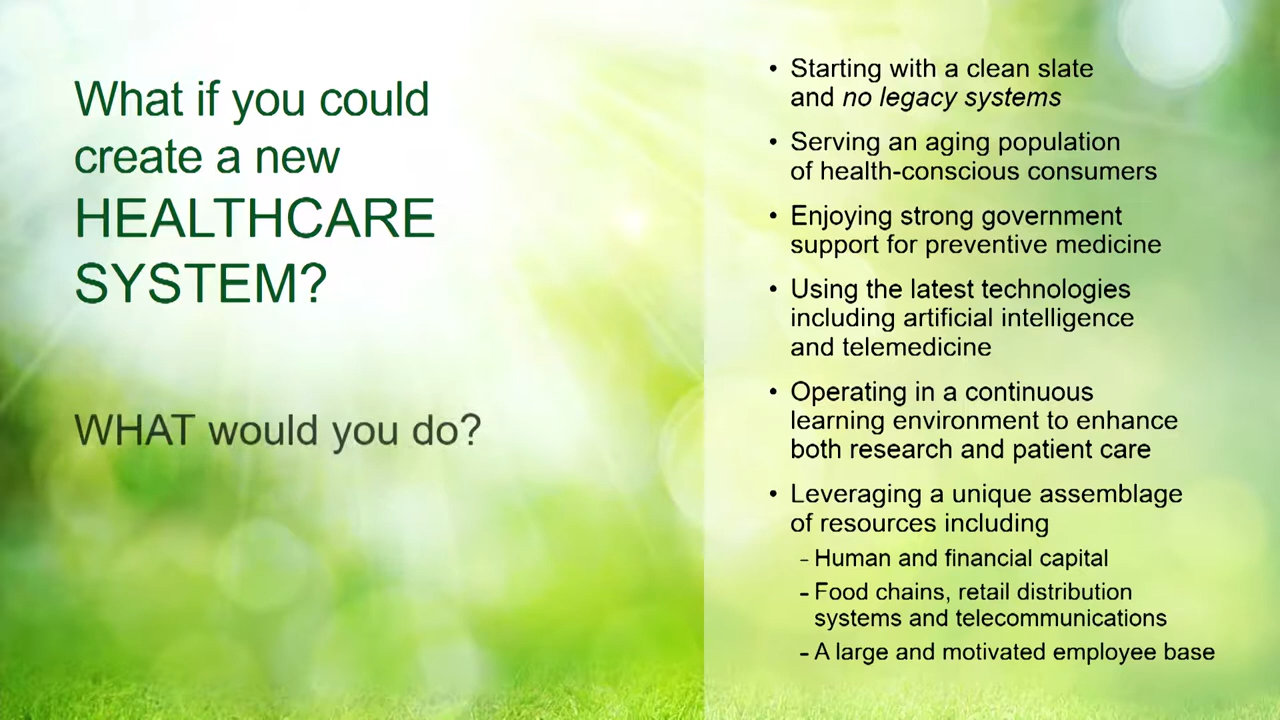 What if you could
create a new
HEALTHCARE
SYSTEM?
WHAT would you do?
• Starting with a clean slate
and no legacy systems
• Serving an aging population
of health-conscious consumers
• Enjoying strong government
support for preventive medicine
• Using the latest technologies
including artificial intelligence
and telemedicine
• Operating in a continuous
learning environment to enhance
both research and patient care
• Leveraging a unique assemblage
of resources including
- Human and financial capital
- Food chains, retail distribution
systems and telecommunications
- A large and motivated employee base